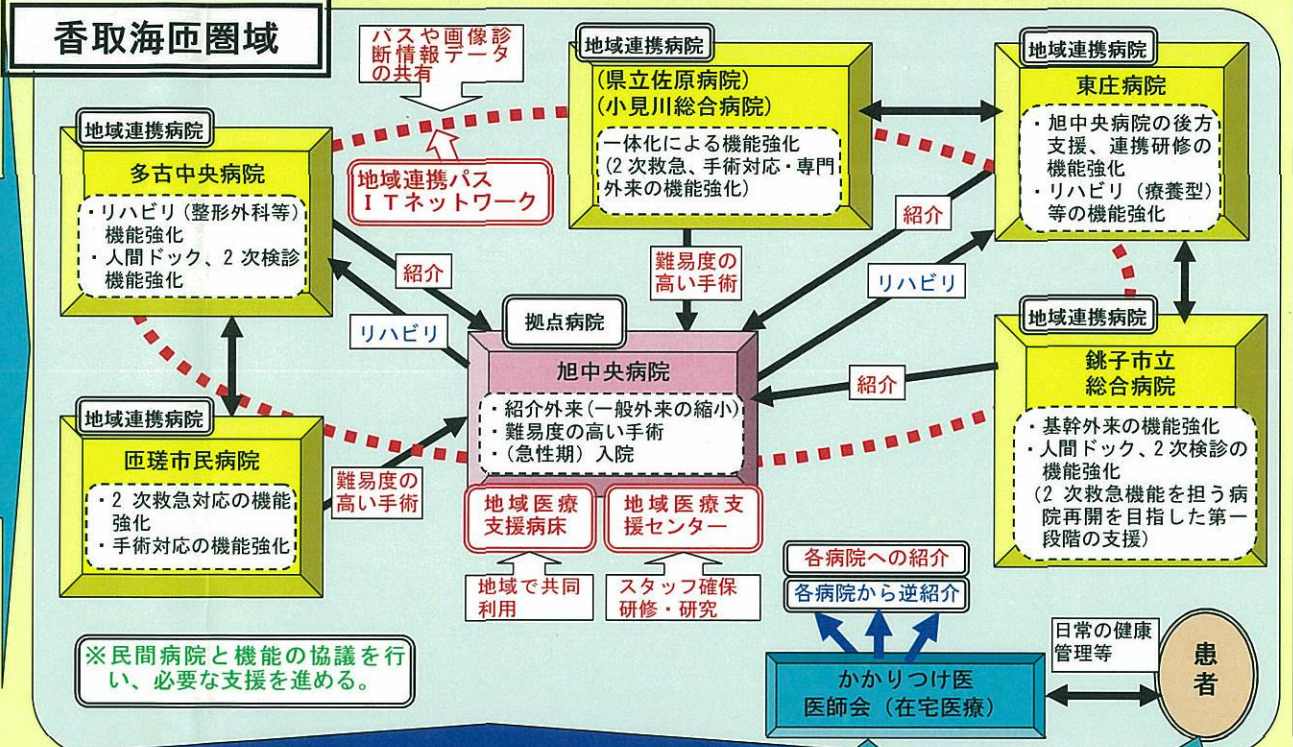 香取海匝圏域
パスや画像診
断情報データ
の共有
地域連携パス
ＩＴネットワーク
地域連携病院
(県立佐原病院)
(小見川総合病院)
一体化による機能強化
(２次救急、手術対応・専門
外来の機能強化)
地域連携病院
東庄病院
・旭中央病院の後方
支援、連携研修の
機能強化
・リハビリ（療養型）
等の機能強化
地域連携病院
多古中央病院
・リハビリ(整形外科等)
機能強化
・人間ドック、２次検診
機能強化
紹介
リハビリ
難易度の
高い手術
紹介
リハビリ
拠点病院
旭中央病院
・紹介外来(一般外来の縮小)
・難易度の高い手術
・(急性期)入院
紹介
地域連携病院
銚子市立
総合病院
・基幹外来の機能強化
・人間ドック、２次検診の
機能強化
(２次救急機能を担う病
院再開を目指した第一
段階の支援)
地域連携病院
匝瑳市民病院
・２次救急対応の機能
強化
・手術対応の機能強化
難易度の
高い手術
地域医療
支援病床
地域医療支
援センター
地域で共同
利用
スタッフ確保
研修・研究
各病院への紹介
各病院から逆紹介
※民間病院と機能の協議を行
い、必要な支援を進める。
かかりつけ医
医師会（在宅医療）
日常の健康
管理等
患者